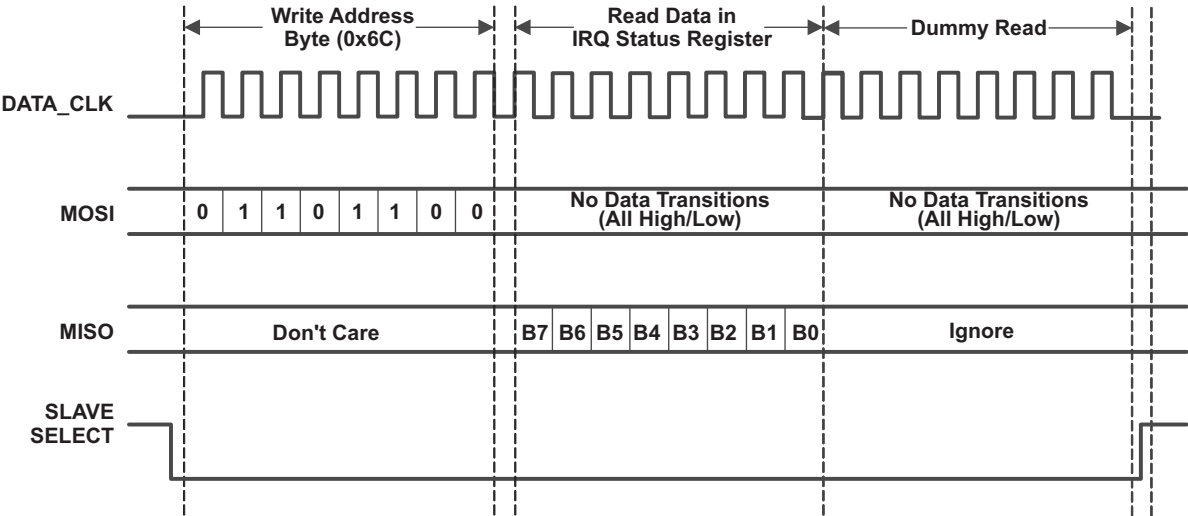 Write Address
Byte (0x6C)
Read Data in
IRQ Status Register
Dummy Read
DATA_CLK
MOSI
0 1 1 0 1 1 0 0
No Data Transitions
(All High/Low)
No Data Transitions
(All High/Low)
MISO
Don't Care
B7 B6 B5 B4 B3 B2 B1 B0
Ignore
SLAVE
SELECT